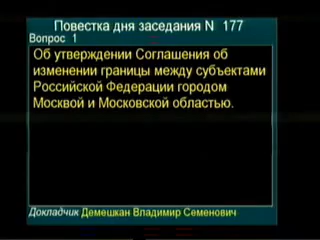 Повестка дня заседания N 177
Вопрос 1
Об утверждении Соглашения об
изменении границы между субъектами
Российской Федерации городом
Москвой и Московской областью.
Докладчик Демешкан Владимир Семенович